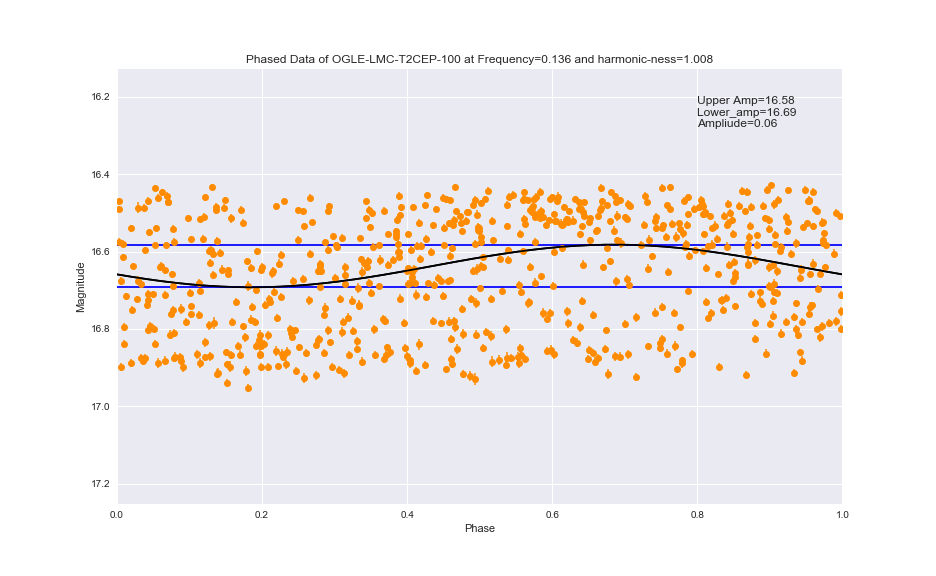 Phased Data of OGLE-LMC-T2CEP-100 at Frequency=0.136 and harmonic-ness=1.008
Upper Amp=16.58
Lower_amp=16.69
Ampliude=0.06
16.2
16.4
16.6
16.8
17.0
17.2
Magnitude
0.0 0.2 0.4 0.6 0.8 1.0
Phase